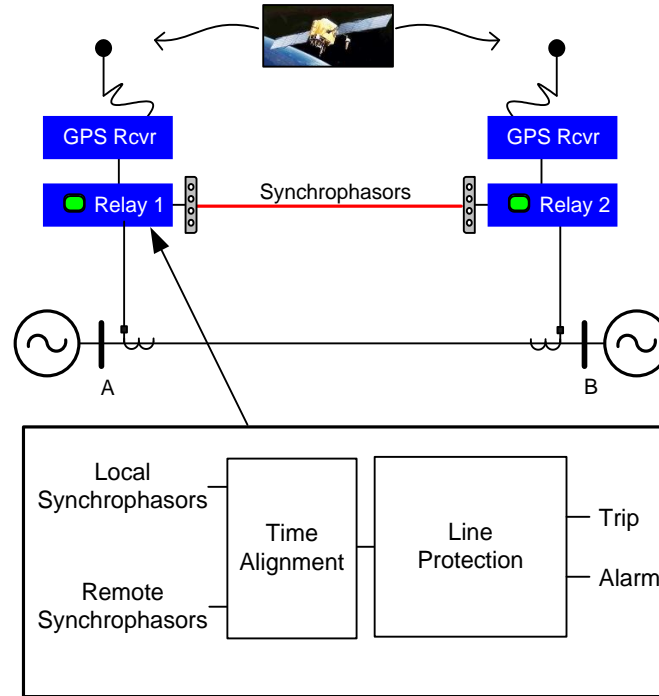 GPS Rcvr
GPS Rcvr
Relay 1
Synchrophasors
Relay 2
A
B
Local
Synchrophasors
Time
Alignment
Line
Protection
Trip
Remote
Synchrophasors
Alarm